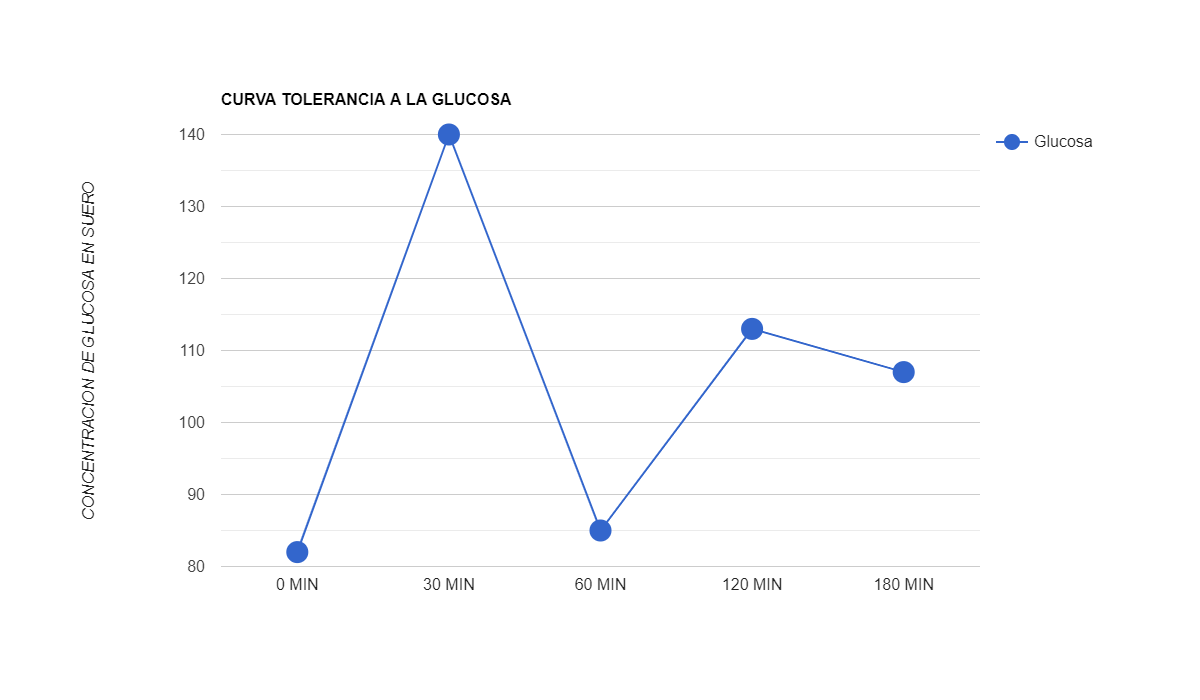 CURVA TOLERANCIA A LA GLUCOSA
Glucosa
CONCENTRACION DE GLUCOSA EN SUERO
140
130
120
110
100
90
80
0 MIN
30 MIN
60 MIN
120 MIN
180 MIN